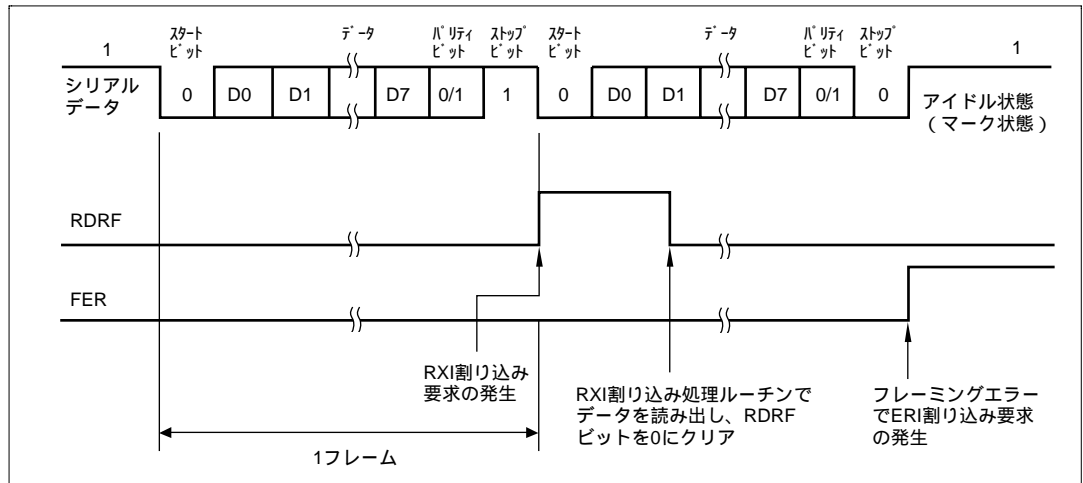 1 スタート データ パリティ ストップ スタート データ パリティ ストップ 1
ビット ビット ビット ビット ビット ビット
シリアル
データ
0 D0 D1 D7 0/1 1 0 D0 D1 D7 0/1 0
アイドル状態
(マーク状態)
RDRF
FER
RXI割り込み
要求の発生
RXI割り込み処理ルーチンで
データを読み出し、RDRF
ビットを0にクリア
フレーミングエラー
でERI割り込み要求
の発生
1フレーム